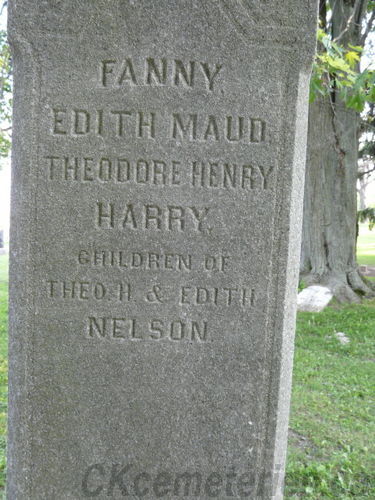 FANNY.
EDITH MAUD.
THEODORE HENRY
HARRY.
CHILDREN OF
THEO. H. & EDITH
NELSON.